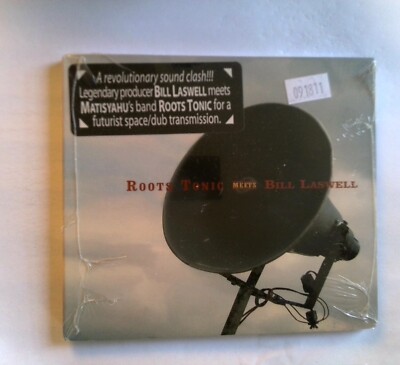 A revolutionary sound clash!!!
Legendary producer BILL LASWELL meets
MATISYAHU's band ROOTS TONIC for a
futurist space/dub transmission.
091811
ROOTS TONIC MEETS BILL LASWELL